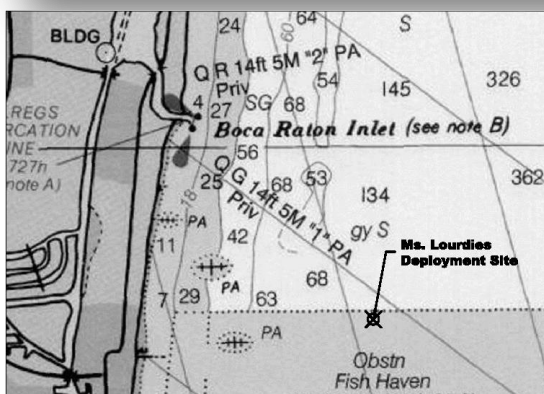 24
64
S
60
BLDG
Q R 14ft 5M "2" PA
Priv
54
145
326
.REGS
RCATION
INE
727h
note A)
4
27
SG
68
Boca Raton Inlet (see note B)
56
Q G 14ft 5M "1" PA
Priv
25
18
68
53
134
362
PA
gy S
11
42
Ms. Lourdies
Deployment Site
68
PA
7
29
63
PA
Obstn
Fish Haven